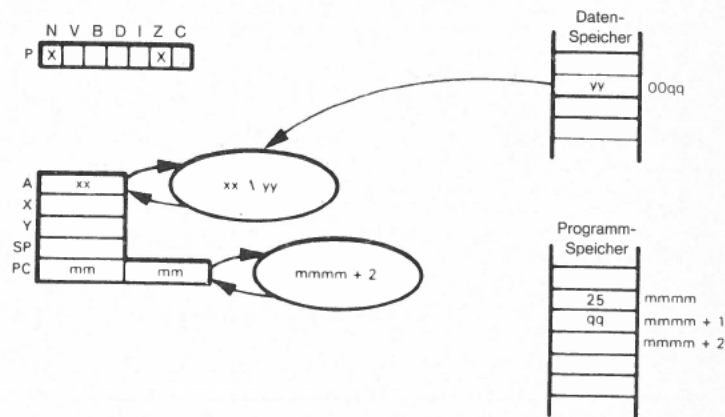 N V B D I Z C
P X X
Daten-
Speicher
yy 00qq
A xx
xx \ yy
X
Y
SP
PC mm mm
mmmm + 2
Programm-
Speicher
25 mmmm
qq mmmm + 1
mmmm + 2